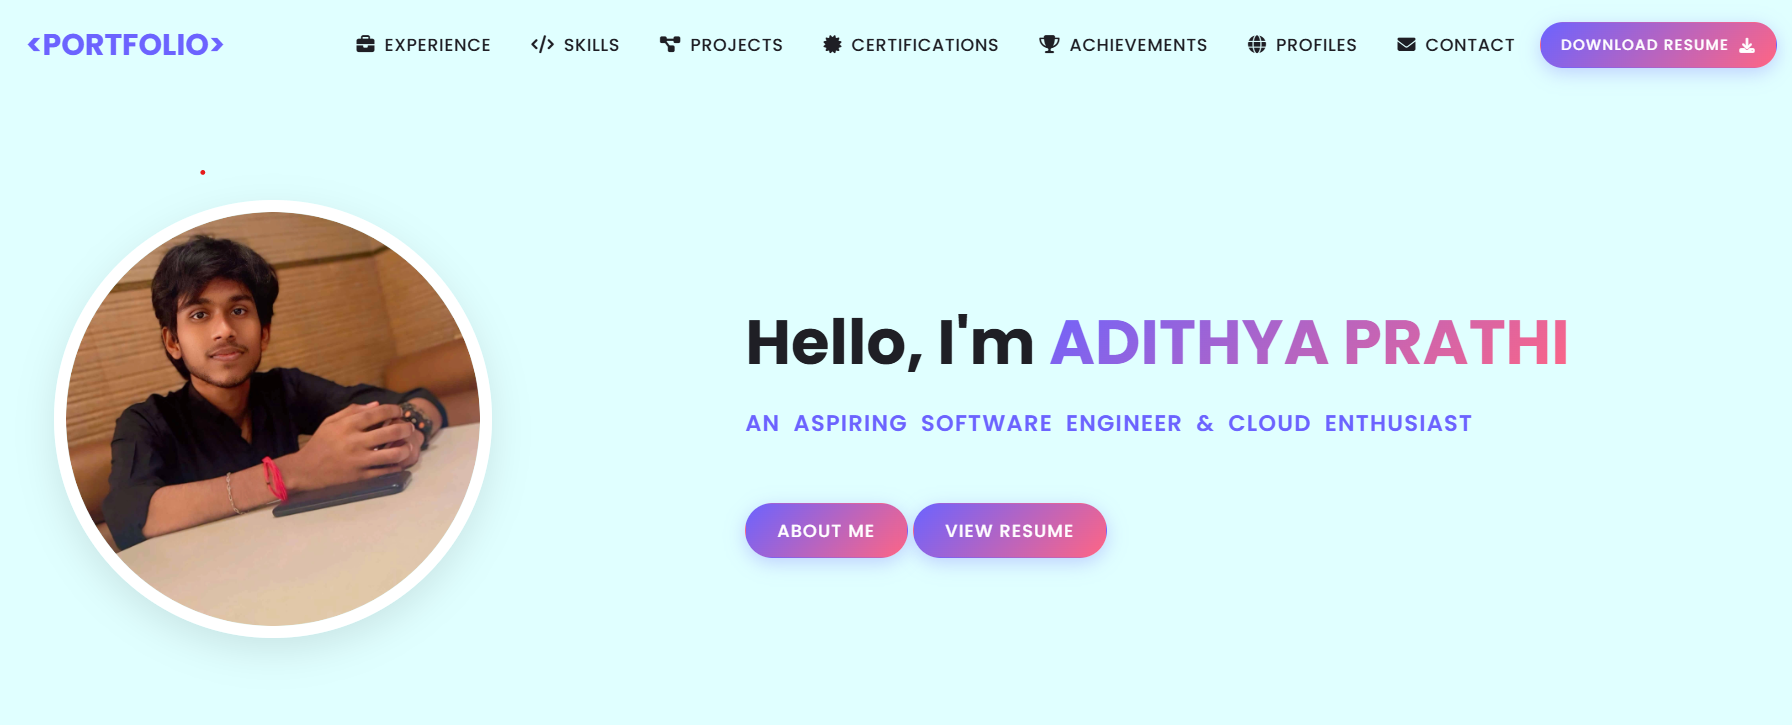 <PORTFOLIO>
EXPERIENCE
SKILLS
PROJECTS
CERTIFICATIONS
ACHIEVEMENTS
PROFILES
CONTACT
DOWNLOAD RESUME
Hello, I'm ADITHYA PRATHI
AN ASPIRING SOFTWARE ENGINEER & CLOUD ENTHUSIAST
ABOUT ME
VIEW RESUME